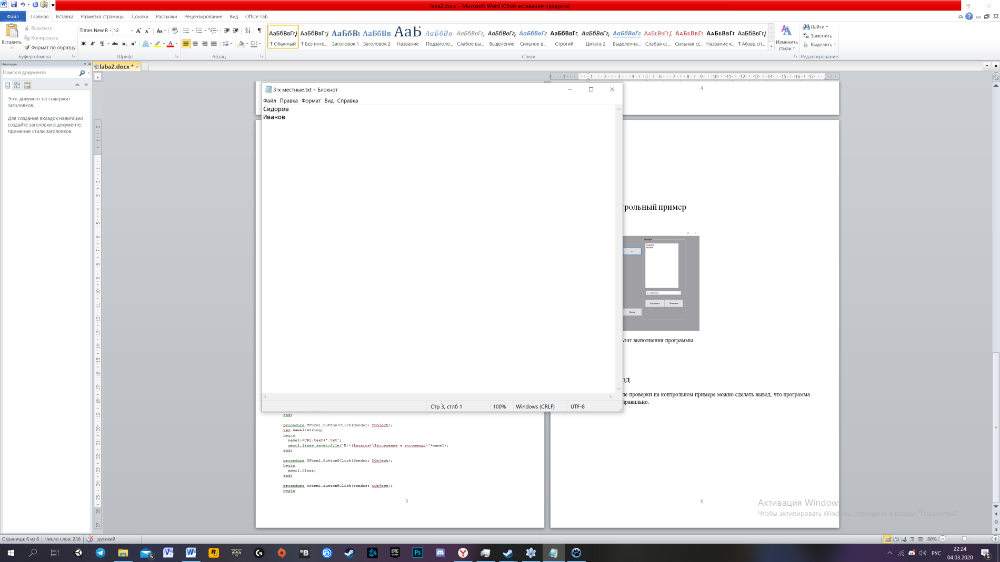 laba2.docx - Microsoft Word (Сбой активации продукта)
Файл Главная Вставка Разметка страницы Ссылки Рассылки Рецензирование Вид Office Tab
Вставить
Вырезать
Копировать
Формат по образцу
Буфер обмена
Times New R 12
Ж К Ч abc x₂ x²
Шрифт
Абзац
АаБбВвГг, АаБбВвГг, АаБбВı АаБбВв АаБ АаБбВв АаБбВвГг, АаБбВвГг, АаБбВвГг АаБбВвГг, АаБбВвГг, АаБбВвГг АаБбВвГг АаБбВвГг АаБбВвГг АаБбВвГг,
¶ Обычный ¶ Без инте... Заголовок 1 Заголовок 2 Название Подзаголо... Слабое вы... Выделение Сильное в... Строгий Цитата 2 Выделенна... Слабая сс... Сильная сс... Название к... ¶ Абзац сп...
Стили
Изменить стили
Найти
Заменить
Выделить
Редактирование
Навигация
laba2.docx *
Поиск в документе
Этот документ не содержит
заголовков.
Для создания вкладок навигации
создайте заголовки в документе,
применив стили заголовков.
4
3-х местные.txt – Блокнот
Файл Правка Формат Вид Справка
Сидоров
Иванов
Стр 3, стлб 1 100% Windows (CRLF) UTF-8
трольный пример
Номера
Сидоров
Иванов
3-х местные
Сохранить Очистить
Выход
ьтат выполнения программы
од
ле проверки на контрольном примере можно сделать вывод, что программа
правильно.
end;
procedure TForm1.Button7Click(Sender: TObject);
var name1:string;
begin
name1:=CB1.text+'.txt';
memo1.lines.savetofile('E:\(lazarus)\Расселение в гостиницу\'+name1);
end;
procedure TForm1.Button8Click(Sender: TObject);
begin
memo1.Clear;
end;
procedure TForm1.Button9Click(Sender: TObject);
begin
5
6
Активация Windows
Чтобы активировать Windows, перейдите в раздел "Параметры".
Страница: 6 из 6 Число слов: 236 русский
80%
РУС
22:24
04.03.2020
5